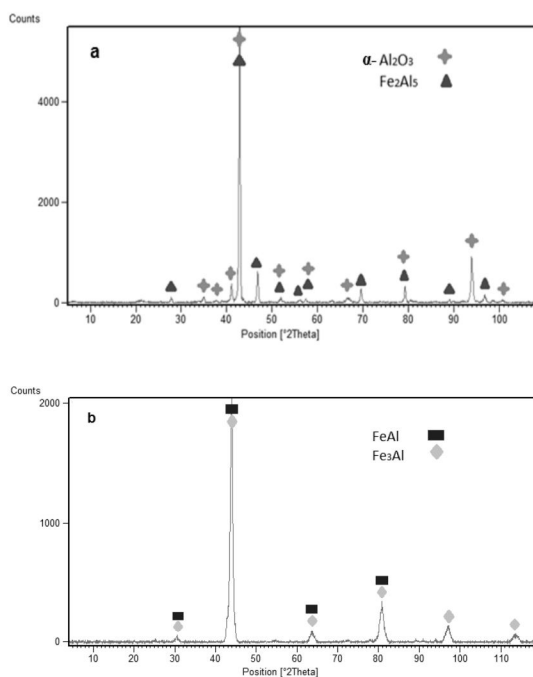 Counts
a
α- Al₂O₃
Fe₂Al₅
4000
2000
0
10 20 30 40 50 60 70 80 90 100
Position [°2Theta]
Counts
b
2000
FeAl
Fe₃Al
1000
0
10 20 30 40 50 60 70 80 90 100 110
Position [°2Theta]